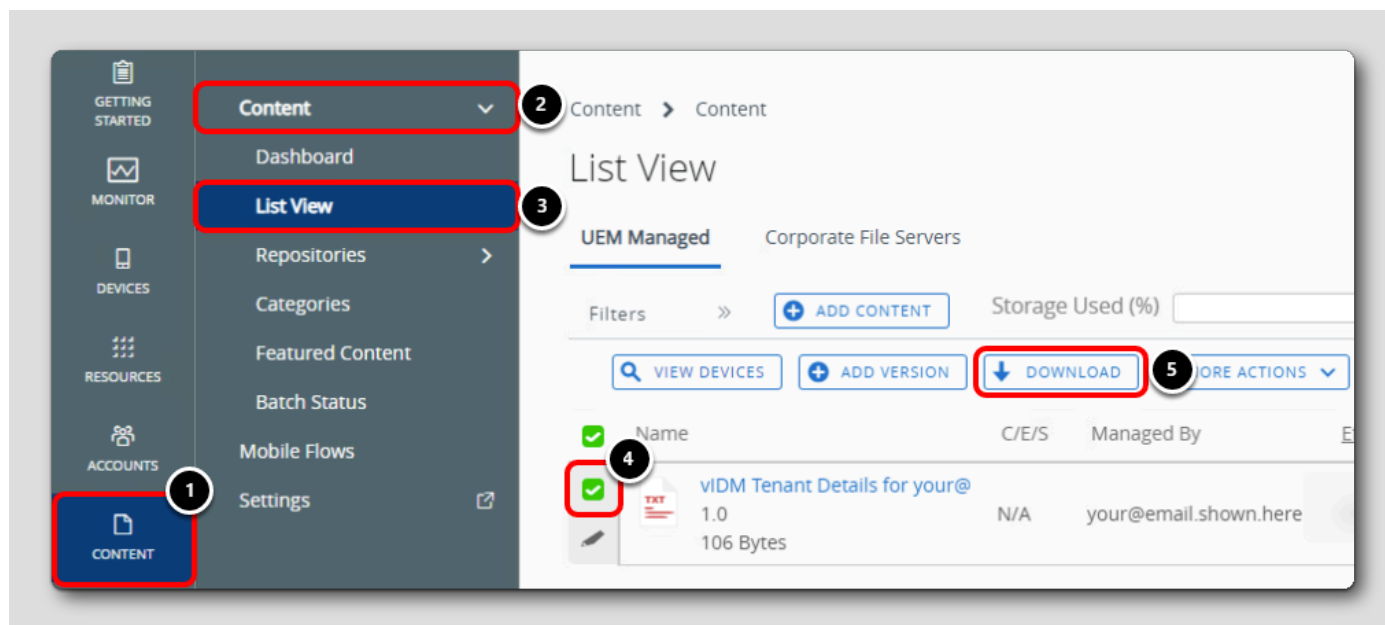 GETTING
STARTED
MONITOR
DEVICES
RESOURCES
ACCOUNTS
1
CONTENT
Content
2
Dashboard
List View
3
Repositories
Categories
Featured Content
Batch Status
Mobile Flows
Settings
Content > Content
List View
UEM Managed Corporate File Servers
Filters » ADD CONTENT Storage Used (%)
VIEW DEVICES ADD VERSION DOWNLOAD 5 ORE ACTIONS
Name C/E/S Managed By
4
TXT
vIDM Tenant Details for your@
1.0 N/A your@email.shown.here
106 Bytes